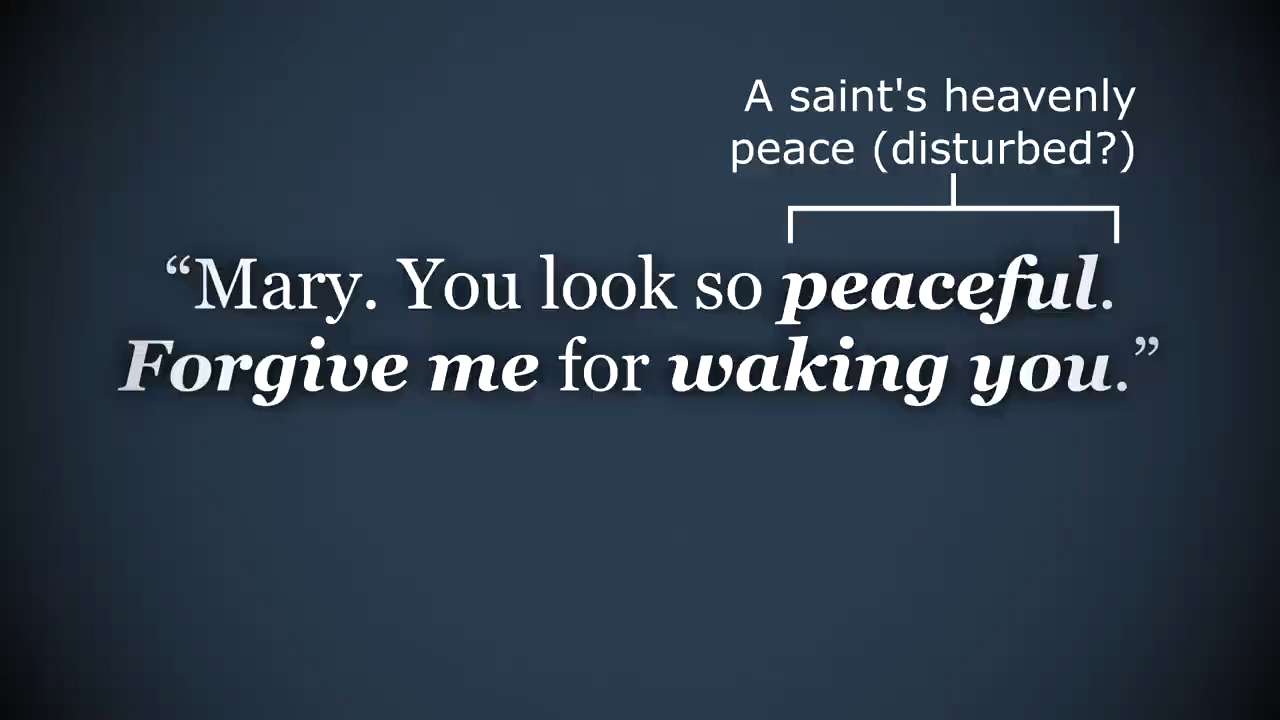 A saint's heavenly
peace (disturbed?)
“Mary. You look so peaceful.
Forgive me for waking you.”